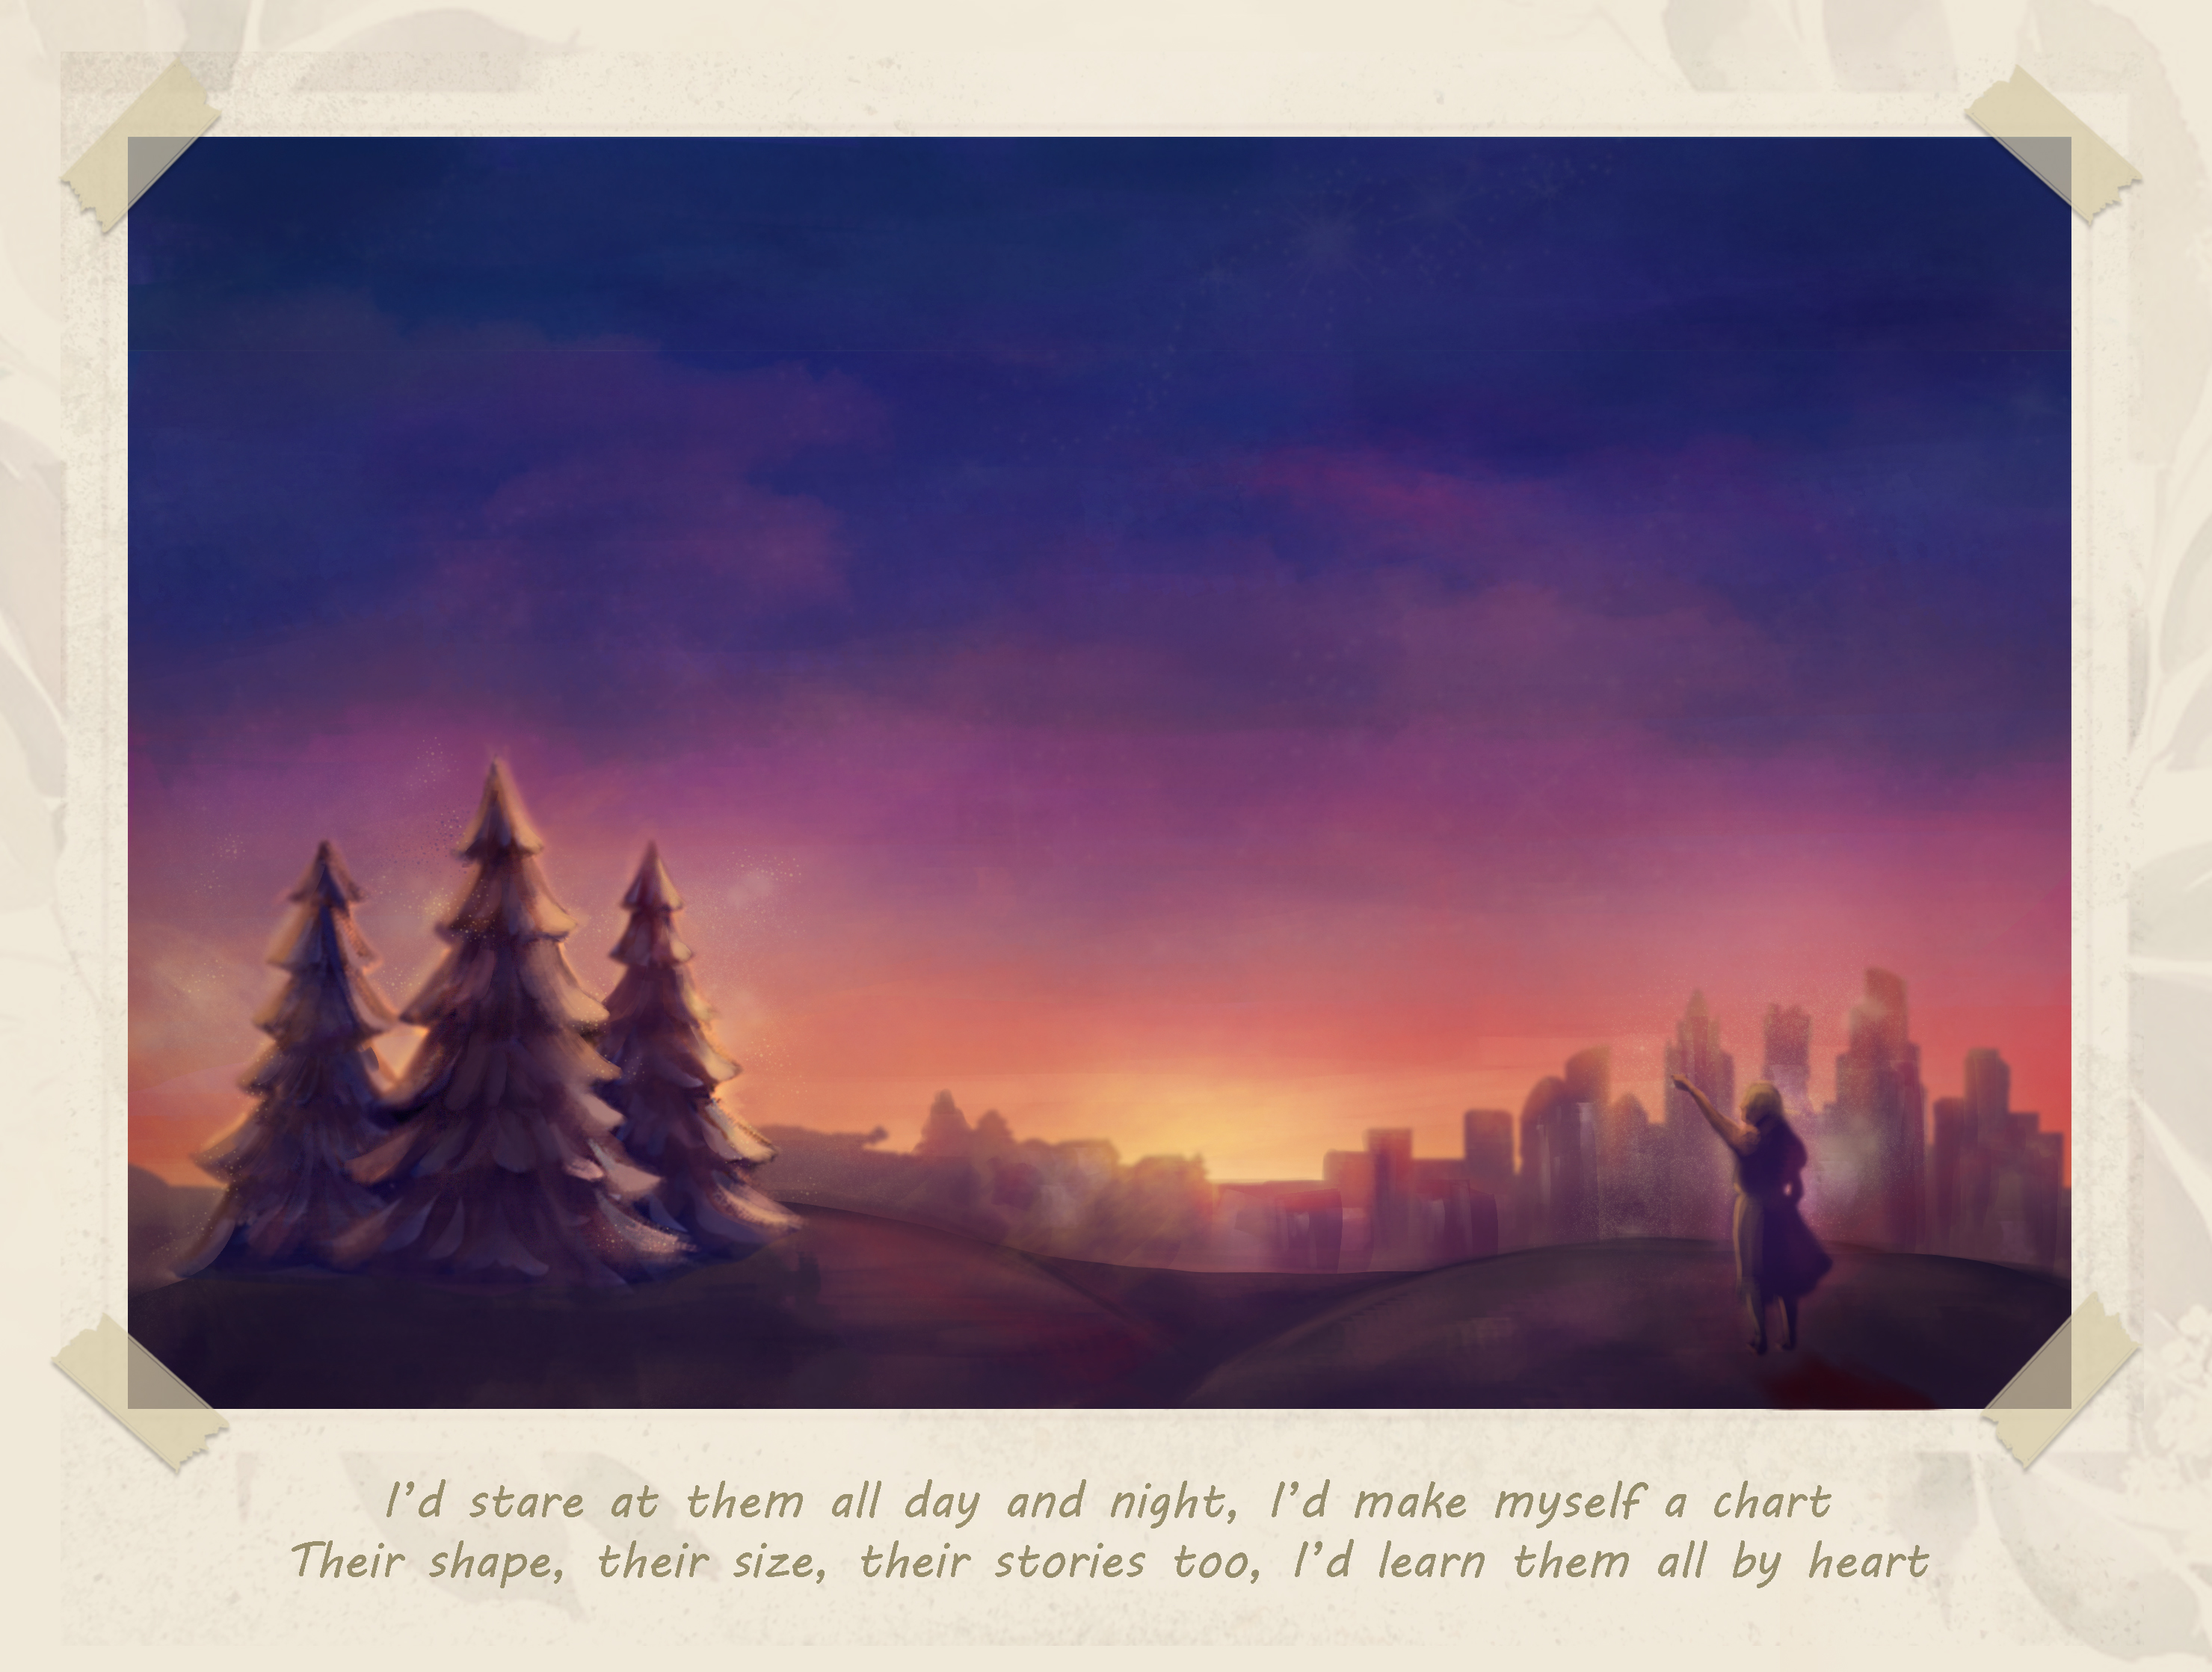 I’d stare at them all day and night, I’d make myself a chart
Their shape, their size, their stories too, I’d learn them all by heart